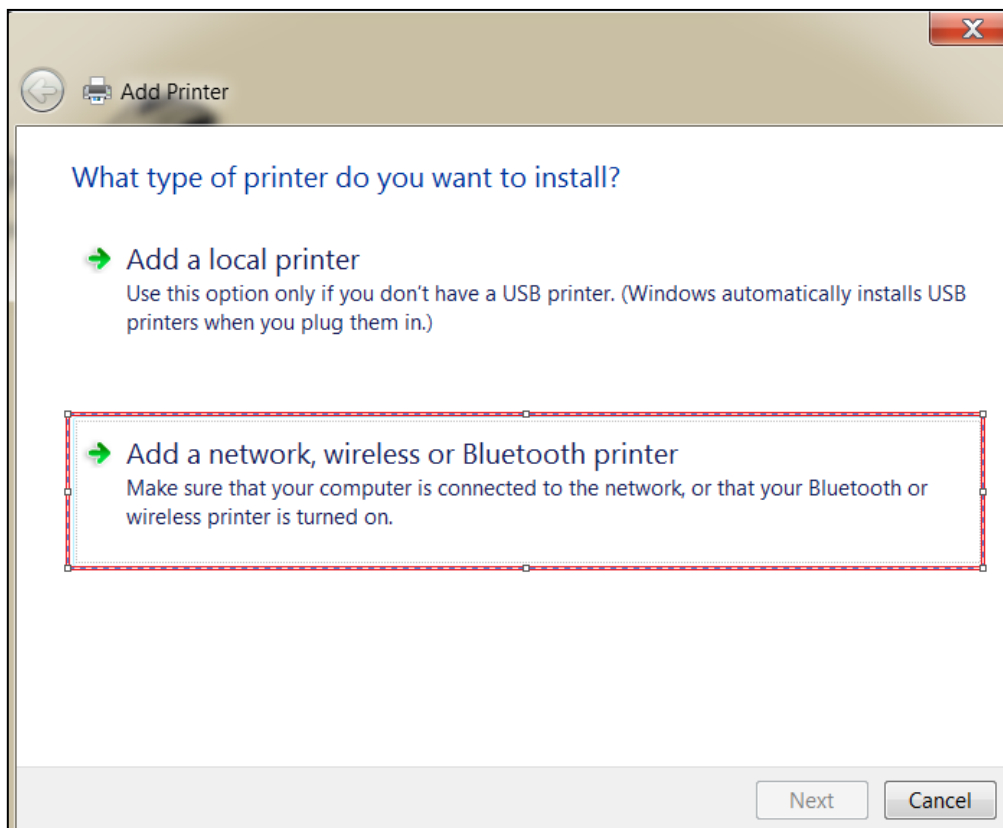 Add Printer
What type of printer do you want to install?
Add a local printer
Use this option only if you don't have a USB printer. (Windows automatically installs USB
printers when you plug them in.)
Add a network, wireless or Bluetooth printer
Make sure that your computer is connected to the network, or that your Bluetooth or
wireless printer is turned on.
Next
Cancel